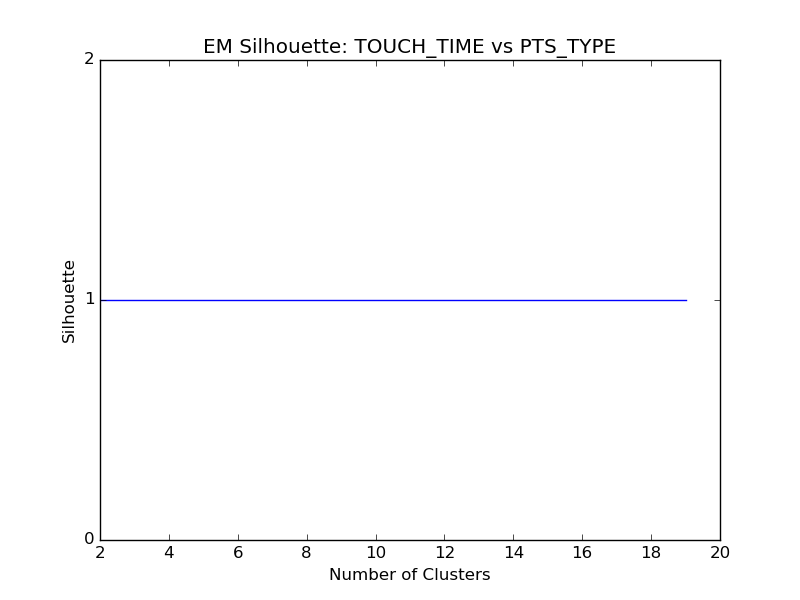 EM Silhouette: TOUCH_TIME vs PTS_TYPE
2
1
0
Silhouette
2 4 6 8 10 12 14 16 18 20
Number of Clusters